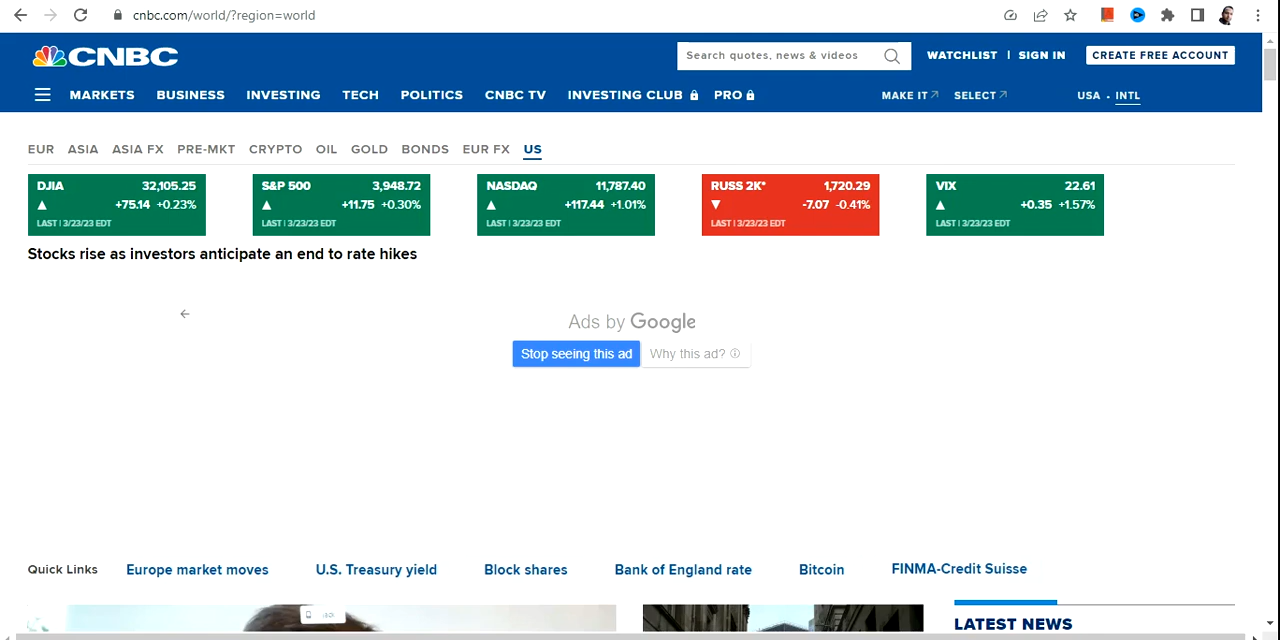 cnbc.com/world/?region=world
CNBC
Search quotes, news & videos
WATCHLIST | SIGN IN
CREATE FREE ACCOUNT
MARKETS BUSINESS INVESTING TECH POLITICS CNBC TV INVESTING CLUB PRO
MAKE IT SELECT
USA • INTL
EUR ASIA ASIA FX PRE-MKT CRYPTO OIL GOLD BONDS EUR FX US
DJIA 32,105.25
▲ +75.14 +0.23%
LAST | 3/23/23 EDT
S&P 500 3,948.72
▲ +11.75 +0.30%
LAST | 3/23/23 EDT
NASDAQ 11,787.40
▲ +117.44 +1.01%
LAST | 3/23/23 EDT
RUSS 2K* 1,720.29
▼ -7.07 -0.41%
LAST | 3/23/23 EDT
VIX 22.61
▲ +0.35 +1.57%
LAST | 3/23/23 EDT
Stocks rise as investors anticipate an end to rate hikes
Ads by Google
Stop seeing this ad Why this ad?
Quick Links Europe market moves U.S. Treasury yield Block shares Bank of England rate Bitcoin FINMA-Credit Suisse
LATEST NEWS